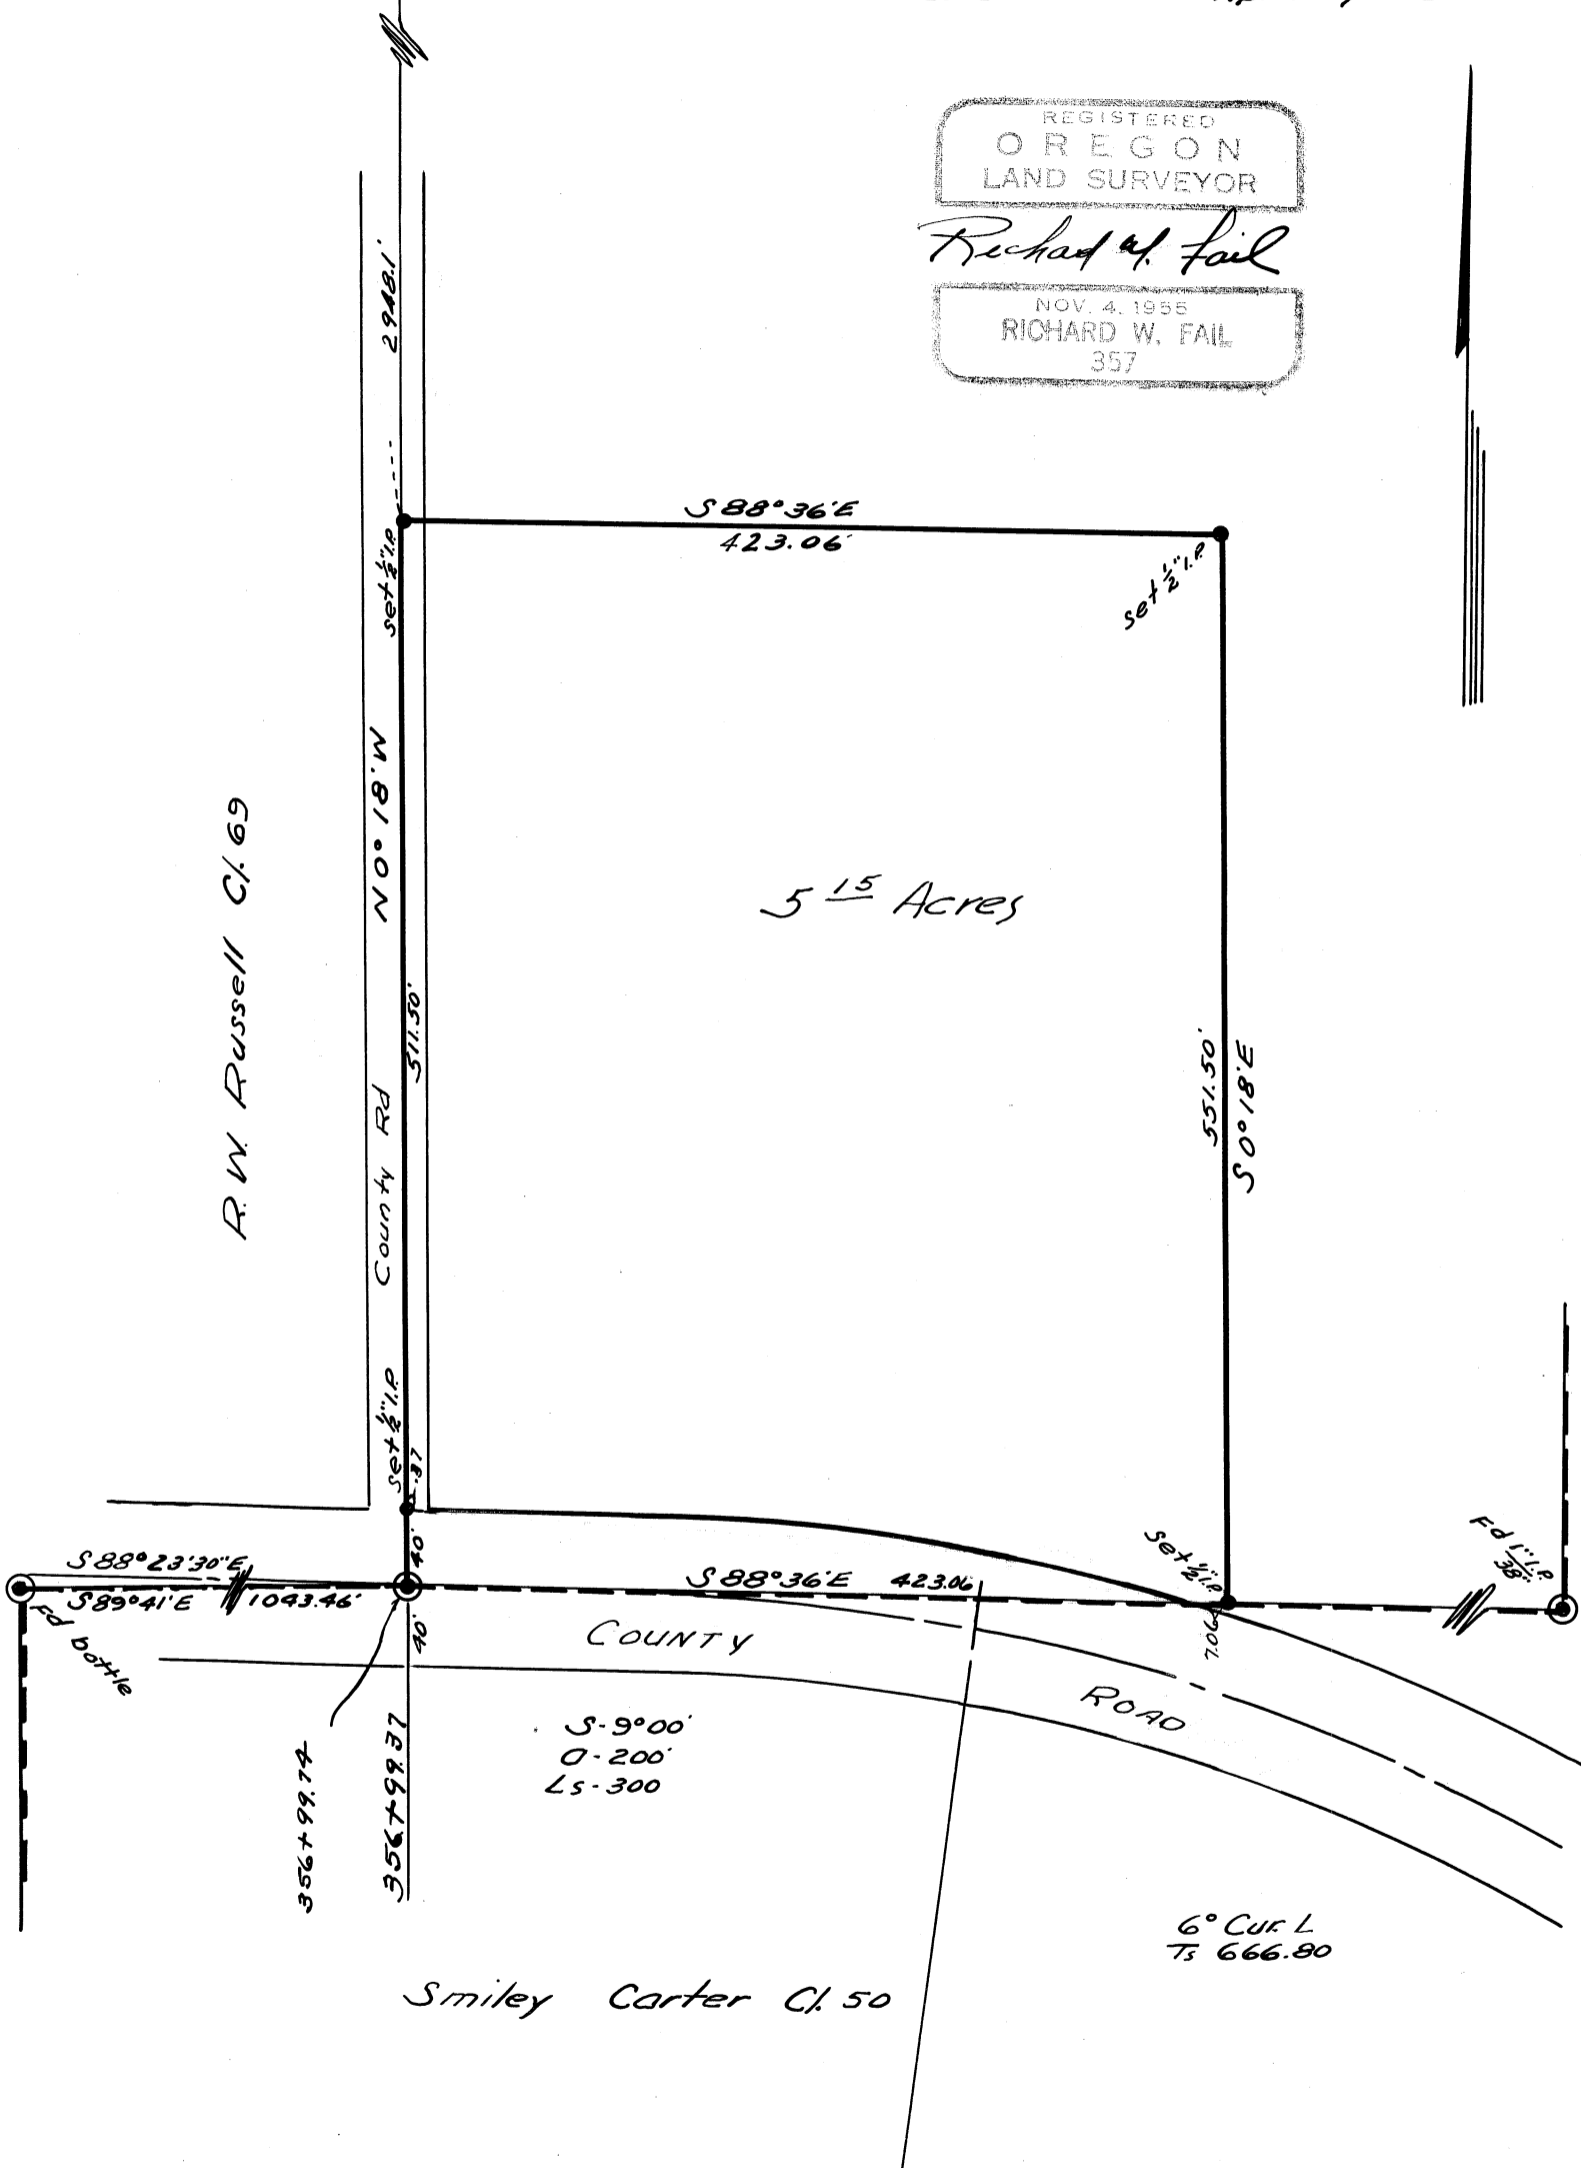 REGISTERED
OREGON
LAND SURVEYOR
Richard W. Fail
NOV. 4, 1955
RICHARD W. FAIL
357
2948.1'
S 88° 36' E
423.06'
set ½" I.P.
set ½" I.P.
N 0° 18' W.
R. W. Russell Cl. 69
5 15 Acres
511.50'
551.50'
S 0° 18' E
County Rd
set ½" I.P.
40'
S 88° 23' 30" E
S 89° 41' E
1043.46'
S 88° 36' E 423.06
set ½" I.P.
Fd 1" I.P.
38"
Fd bottle
40'
COUNTY
7.06
ROAD
S-9°00'
a-200'
Ls-300
356+99.74
356+99.37
6° Cur. L
Ts 666.80
Smiley Carter Cl. 50